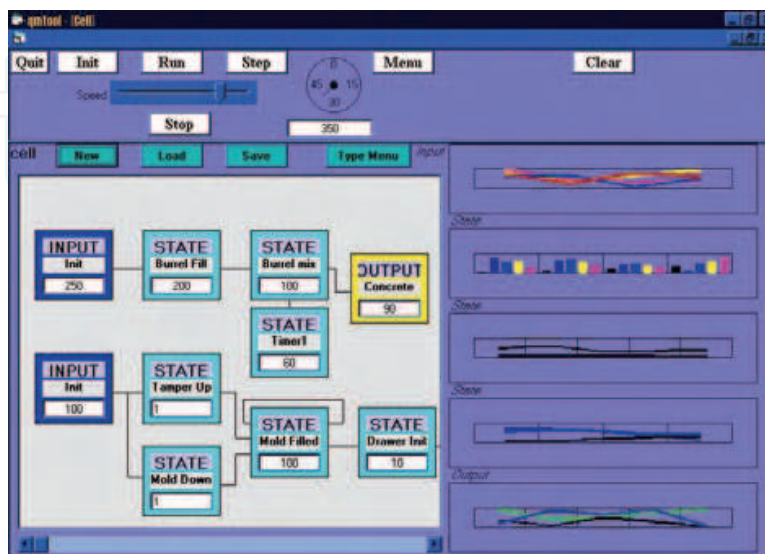 qmtool - [Cell]
Quit Init Run Step Menu Clear
Speed
0
45 15
30
Stop
350
cell New Load Save Type Menu Input
State
State
State
Output
INPUT
Init
250
STATE
Burrel Fill
200
STATE
Burrel mix
100
OUTPUT
Concrete
90
STATE
Timer1
60
INPUT
Init
100
STATE
Tamper Up
1
STATE
Mold Down
1
STATE
Mold Filled
100
STATE
Drawer Init
10